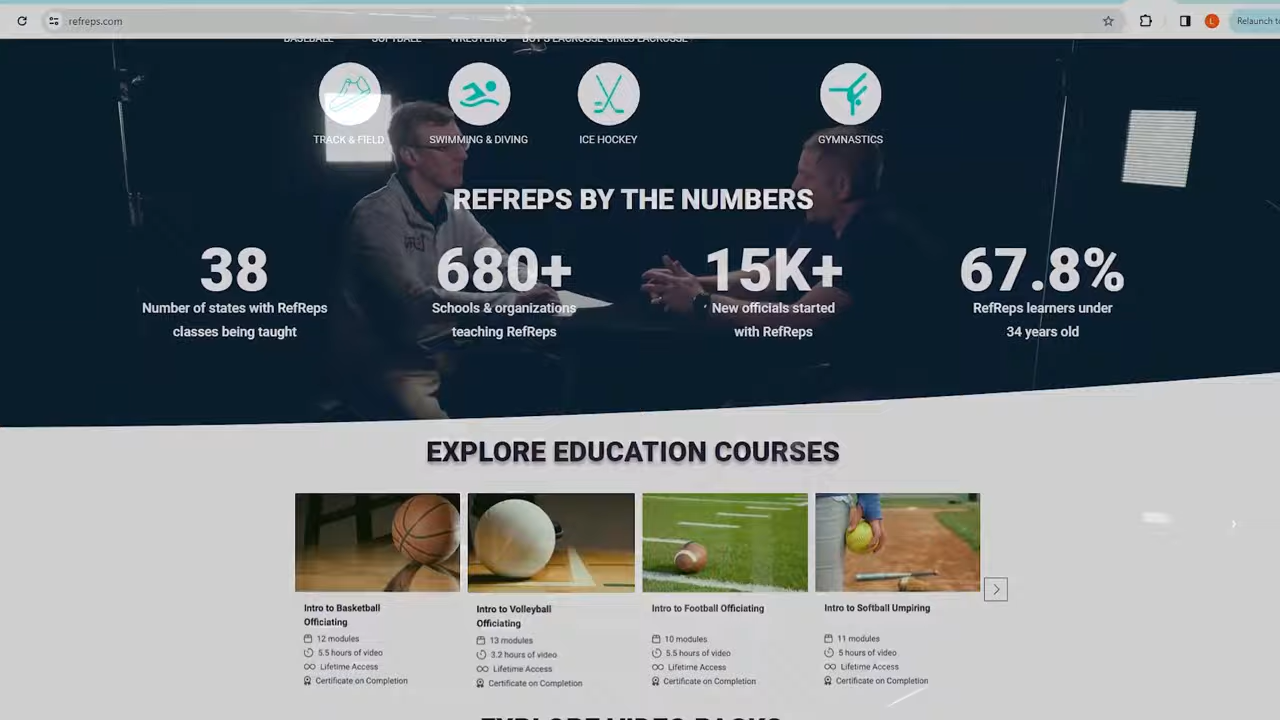 refreps.com
L
Relaunch to
BASEBALL SOFTBALL WRESTLING BOYS LACROSSE GIRLS LACROSSE
TRACK & FIELD SWIMMING & DIVING ICE HOCKEY GYMNASTICS
REFREPS BY THE NUMBERS
38 680+ 15K+ 67.8%
Number of states with RefReps Schools & organizations New officials started RefReps learners under
classes being taught teaching RefReps with RefReps 34 years old
EXPLORE EDUCATION COURSES
Intro to Basketball
Officiating
12 modules
5.5 hours of video
Lifetime Access
Certificate on Completion
Intro to Volleyball
Officiating
13 modules
3.2 hours of video
Lifetime Access
Certificate on Completion
Intro to Football Officiating
10 modules
5.5 hours of video
Lifetime Access
Certificate on Completion
Intro to Softball Umpiring
11 modules
5 hours of video
Lifetime Access
Certificate on Completion
EXPLORE VIDEO PACKS